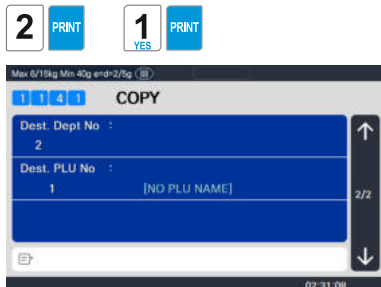 2 PRINT 1 YES PRINT
Max 6/15kg Min 40g e=d=2/5g (III)
1 1 4 1 COPY
Dest. Dept No :
2
Dest. PLU No :
1 [NO PLU NAME]
2/2
02:31:08